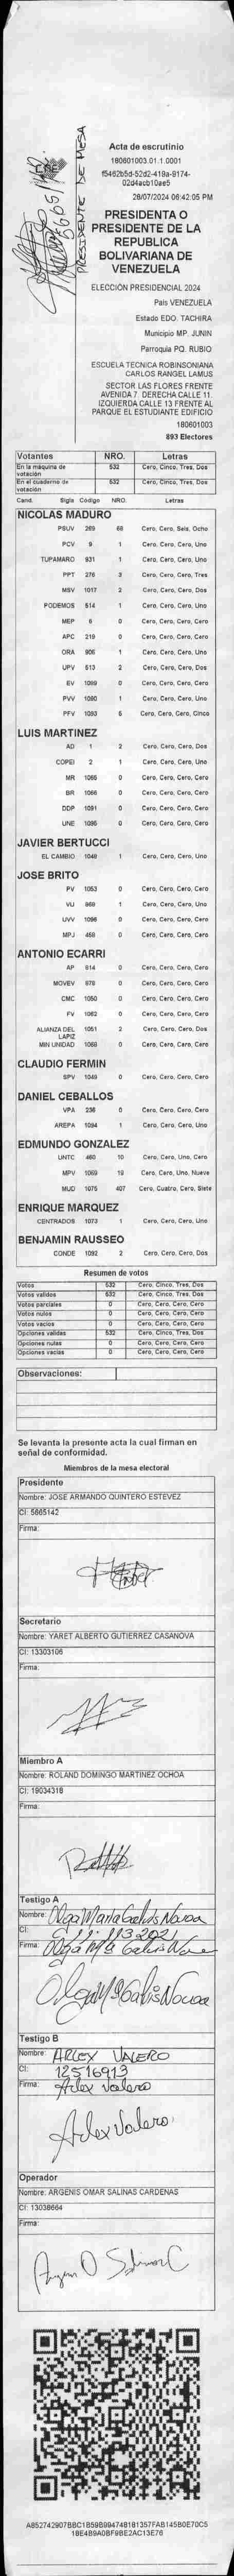 CNE
PRESIDENTE DE MESA
Acta de escrutinio
180601003.01.1.0001
f5462b5d-52d2-419a-9174-
02d4acb10ae5
28/07/2024 06:42:05 PM
PRESIDENTA O
PRESIDENTE DE LA
REPUBLICA
BOLIVARIANA DE
VENEZUELA
ELECCIÓN PRESIDENCIAL 2024
País VENEZUELA
Estado EDO. TACHIRA
Municipio MP. JUNIN
Parroquia PQ. RUBIO
ESCUELA TECNICA ROBINSONIANA
CARLOS RANGEL LAMUS
SECTOR LAS FLORES FRENTE
AVENIDA 7. DERECHA CALLE 11.
IZQUIERDA CALLE 13 FRENTE AL
PARQUE EL ESTUDIANTE EDIFICIO
180601003
893 Electores
Votantes NRO. Letras
En la máquina de votación 532 Cero, Cinco, Tres, Dos
En el cuaderno de votación 532 Cero, Cinco, Tres, Dos
Cand. Sigla Código NRO. Letras
NICOLAS MADURO
PSUV 269 68 Cero, Cero, Seis, Ocho
PCV 9 1 Cero, Cero, Cero, Uno
TUPAMARO 931 1 Cero, Cero, Cero, Uno
PPT 276 3 Cero, Cero, Cero, Tres
MSV 1017 2 Cero, Cero, Cero, Dos
PODEMOS 514 1 Cero, Cero, Cero, Uno
MEP 6 0 Cero, Cero, Cero, Cero
APC 219 0 Cero, Cero, Cero, Cero
ORA 906 1 Cero, Cero, Cero, Uno
UPV 513 2 Cero, Cero, Cero, Dos
EV 1069 0 Cero, Cero, Cero, Cero
PVV 1090 1 Cero, Cero, Cero, Uno
PFV 1093 5 Cero, Cero, Cero, Cinco
LUIS MARTINEZ
AD 1 2 Cero, Cero, Cero, Dos
COPEI 2 1 Cero, Cero, Cero, Uno
MR 1065 0 Cero, Cero, Cero, Cero
BR 1066 0 Cero, Cero, Cero, Cero
DDP 1091 0 Cero, Cero, Cero, Cero
UNE 1095 0 Cero, Cero, Cero, Cero
JAVIER BERTUCCI
EL CAMBIO 1048 1 Cero, Cero, Cero, Uno
JOSE BRITO
PV 1053 0 Cero, Cero, Cero, Cero
VU 969 1 Cero, Cero, Cero, Uno
UVV 1096 0 Cero, Cero, Cero, Cero
MPJ 459 0 Cero, Cero, Cero, Cero
ANTONIO ECARRI
AP 614 0 Cero, Cero, Cero, Cero
MOVEV 978 0 Cero, Cero, Cero, Cero
CMC 1050 0 Cero, Cero, Cero, Cero
FV 1062 0 Cero, Cero, Cero, Cero
ALIANZA DEL LAPIZ 1051 2 Cero, Cero, Cero, Dos
MIN UNIDAD 1068 0 Cero, Cero, Cero, Cero
CLAUDIO FERMIN
SPV 1049 0 Cero, Cero, Cero, Cero
DANIEL CEBALLOS
VPA 236 0 Cero, Cero, Cero, Cero
AREPA 1094 1 Cero, Cero, Cero, Uno
EDMUNDO GONZALEZ
UNTC 460 10 Cero, Cero, Uno, Cero
MPV 1069 19 Cero, Cero, Uno, Nueve
MUD 1075 407 Cero, Cuatro, Cero, Siete
ENRIQUE MARQUEZ
CENTRADOS 1073 1 Cero, Cero, Cero, Uno
BENJAMIN RAUSSEO
CONDE 1092 2 Cero, Cero, Cero, Dos
Resumen de votos
Votos 532 Cero, Cinco, Tres, Dos
Votos validos 532 Cero, Cinco, Tres, Dos
Votos parciales 0 Cero, Cero, Cero, Cero
Votos nulos 0 Cero, Cero, Cero, Cero
Votos vacios 0 Cero, Cero, Cero, Cero
Opciones validas 532 Cero, Cinco, Tres, Dos
Opciones nulas 0 Cero, Cero, Cero, Cero
Opciones vacias 0 Cero, Cero, Cero, Cero
Observaciones:
Se levanta la presente acta la cual firman en
señal de conformidad.
Miembros de la mesa electoral
Presidente
Nombre: JOSE ARMANDO QUINTERO ESTEVEZ
CI: 5665142
Firma:
Secretario
Nombre: YARET ALBERTO GUTIERREZ CASANOVA
CI: 13303106
Firma:
Miembro A
Nombre: ROLAND DOMINGO MARTINEZ OCHOA
CI: 19034318
Firma:
Testigo A
Nombre: Olga Maria Galvis Novoa
CI:
Firma: Olga Mª Galvis Novoa
Olga Mª Galvis Novoa
Testigo B
Nombre: ARLEX VALERO
CI: 12516913
Firma: Arlex Valero
Arlex Valero
Operador
Nombre: ARGENIS OMAR SALINAS CARDENAS
CI: 13038664
Firma:
Argenis O Salinas C
A852742907BBC1B59B994748181357FAB145B0E70C5
18E4B9A0BF9BE2AC13E76